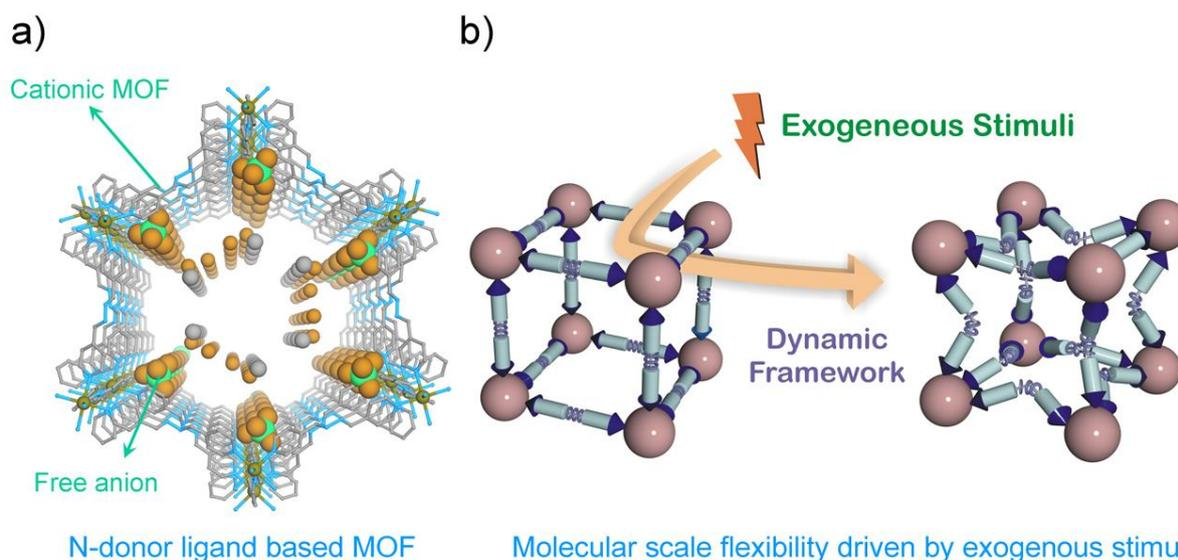 a)
Cationic MOF
Free anion
N-donor ligand based MOF
b)
Exogeneous Stimuli
Dynamic
Framework
Molecular scale flexibility driven by exogenous stimu